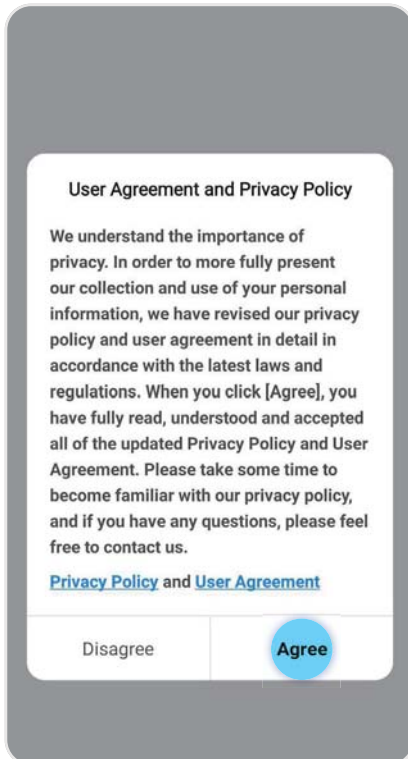 User Agreement and Privacy Policy
We understand the importance of
privacy. In order to more fully present
our collection and use of your personal
information, we have revised our privacy
policy and user agreement in detail in
accordance with the latest laws and
regulations. When you click [Agree], you
have fully read, understood and accepted
all of the updated Privacy Policy and User
Agreement. Please take some time to
become familiar with our privacy policy,
and if you have any questions, please feel
free to contact us.
Privacy Policy and User Agreement
Disagree Agree